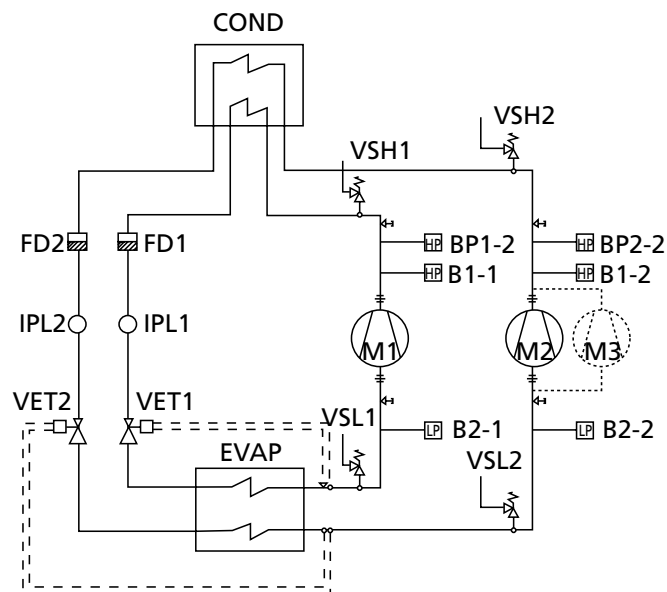 COND
VSH2
VSH1
FD2
FD1
HP BP1-2
HP BP2-2
HP B1-1
HP B1-2
IPL2
IPL1
M1
M2
M3
VET2
VET1
VSL1
LP B2-1
LP B2-2
EVAP
VSL2